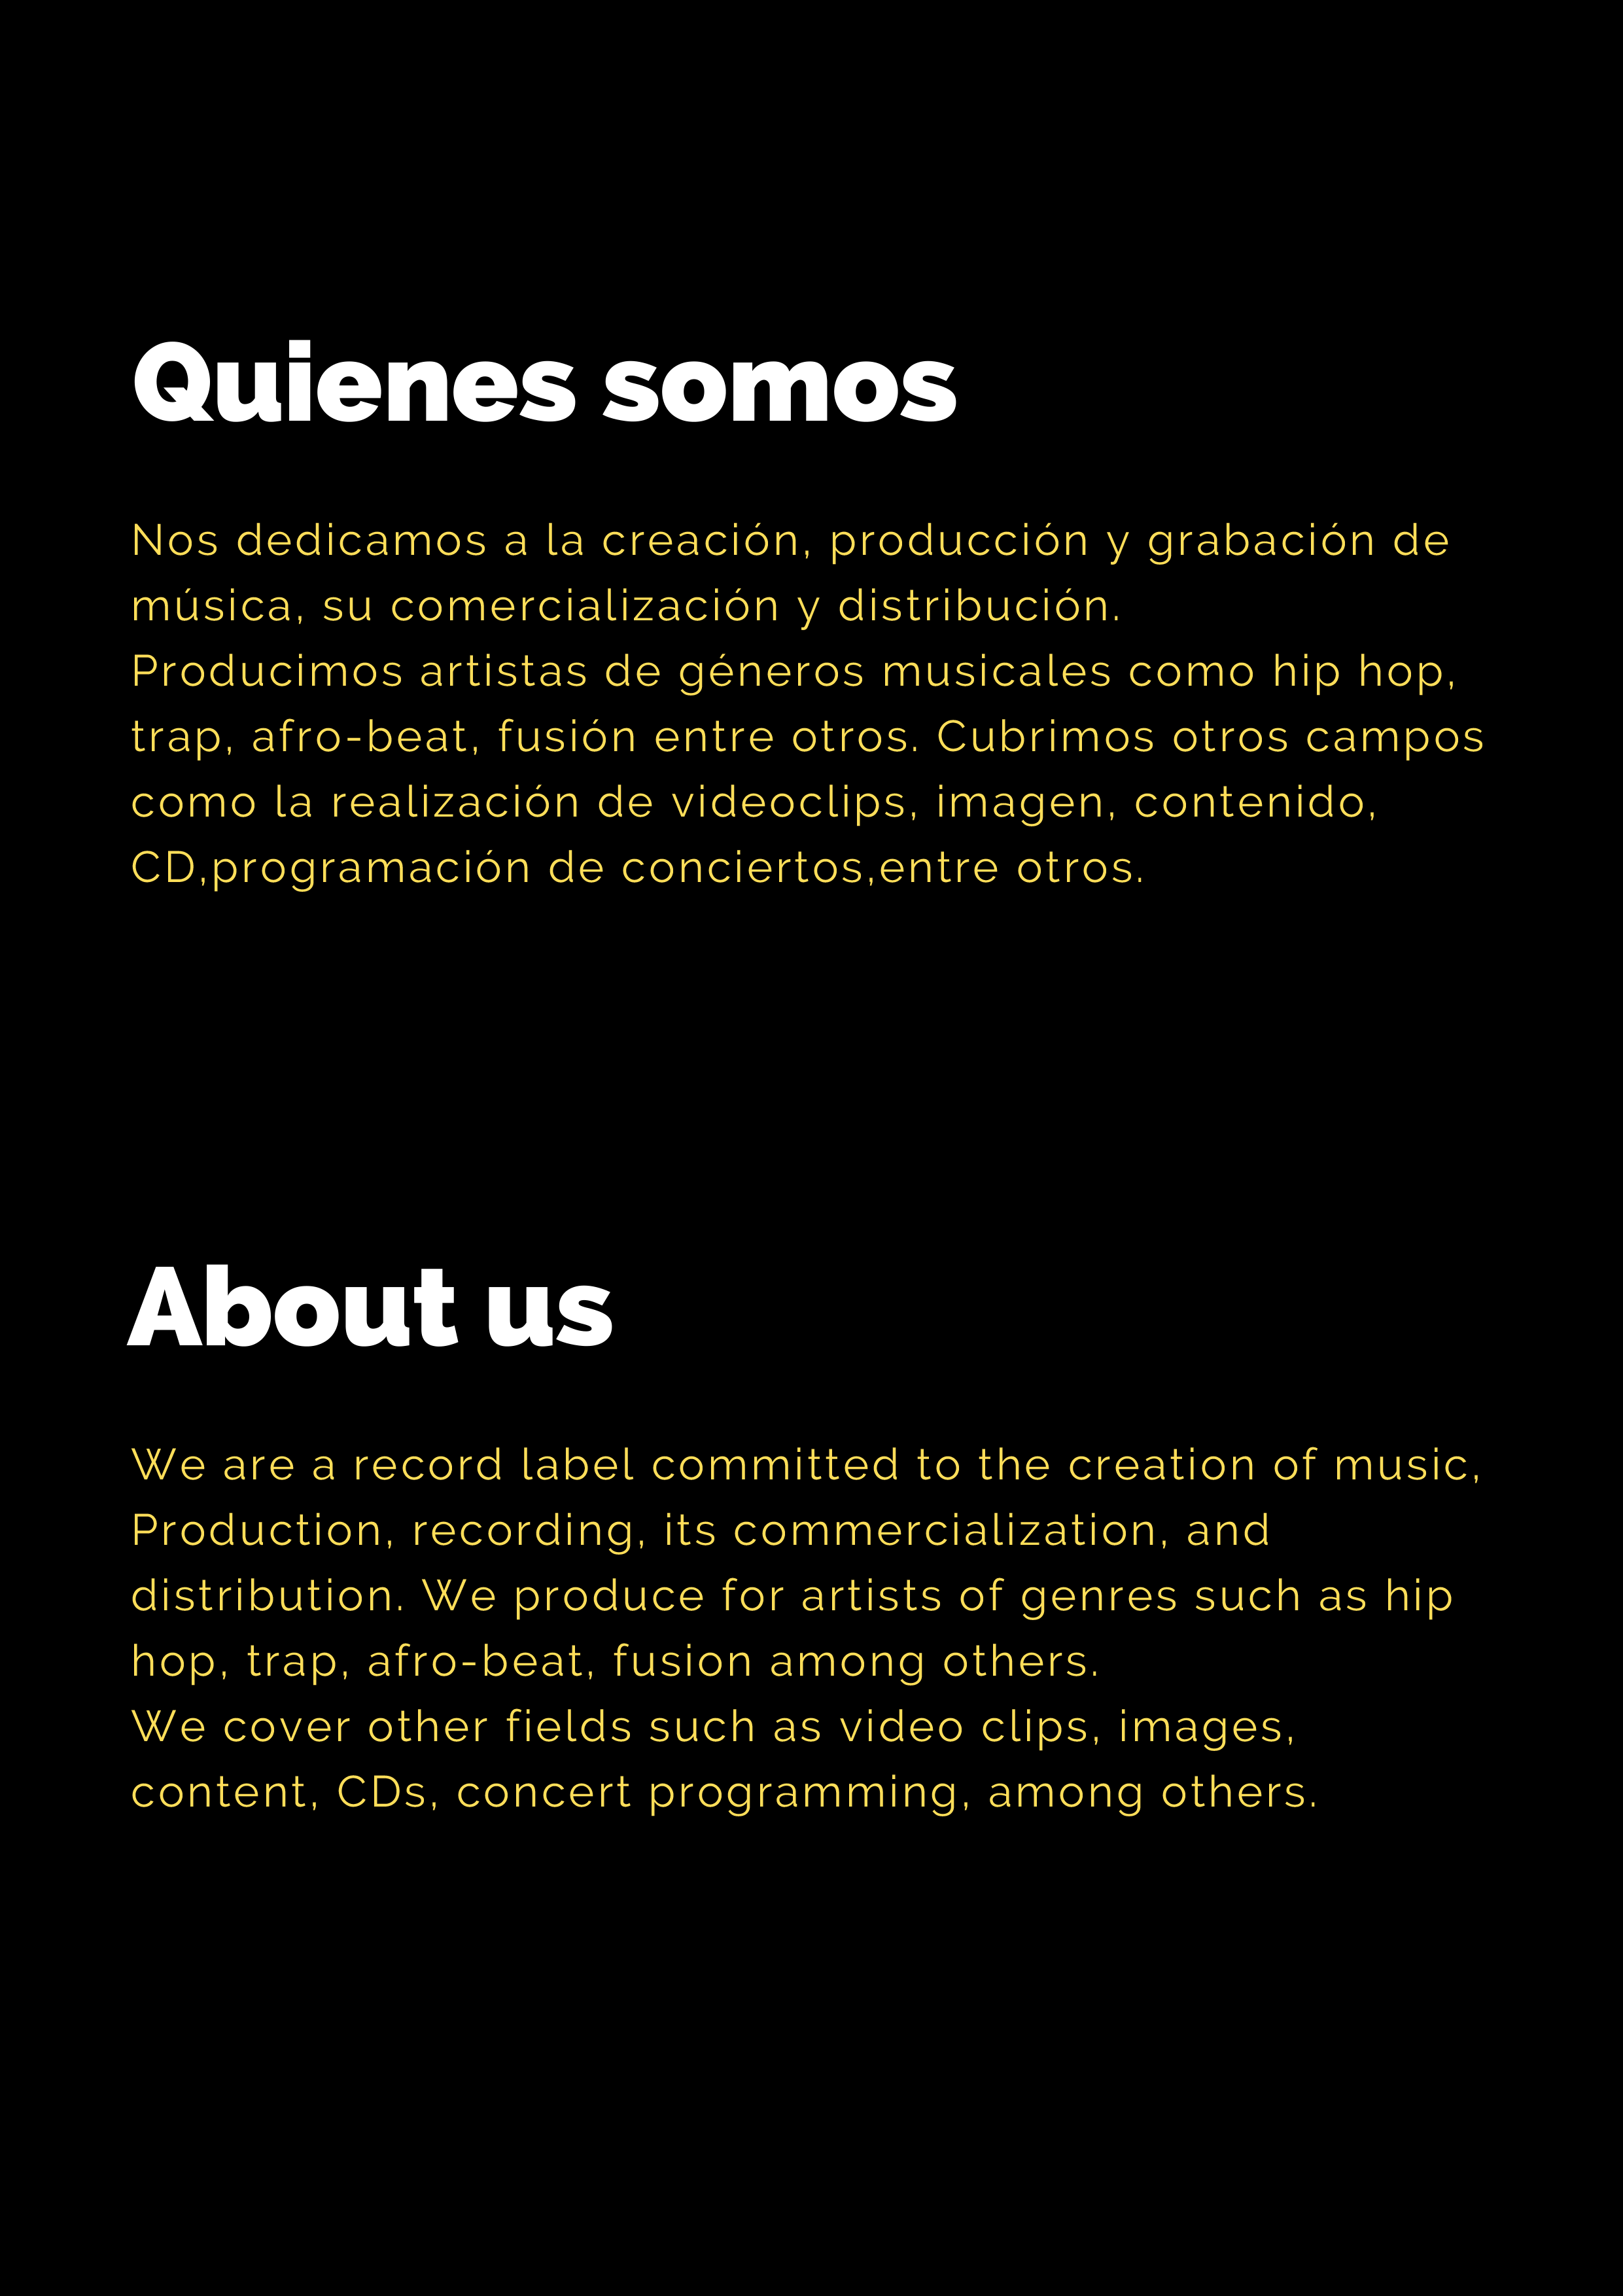 Quienes somos
Nos dedicamos a la creación, producción y grabación de
música, su comercialización y distribución.
Producimos artistas de géneros musicales como hip hop,
trap, afro-beat, fusión entre otros. Cubrimos otros campos
como la realización de videoclips, imagen, contenido,
CD,programación de conciertos,entre otros.
About us
We are a record label committed to the creation of music,
Production, recording, its commercialization, and
distribution. We produce for artists of genres such as hip
hop, trap, afro-beat, fusion among others.
We cover other fields such as video clips, images,
content, CDs, concert programming, among others.